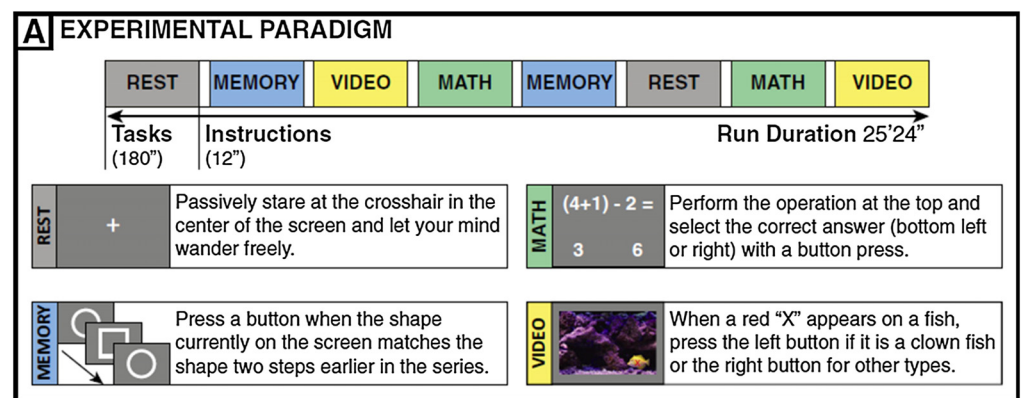 A EXPERIMENTAL PARADIGM
REST MEMORY VIDEO MATH MEMORY REST MATH VIDEO
Tasks Instructions Run Duration 25’24”
(180”) (12”)
REST
+
Passively stare at the crosshair in the
center of the screen and let your mind
wander freely.
MATH
(4+1) - 2 =
3 6
Perform the operation at the top and
select the correct answer (bottom left
or right) with a button press.
MEMORY
Press a button when the shape
currently on the screen matches the
shape two steps earlier in the series.
VIDEO
When a red “X” appears on a fish,
press the left button if it is a clown fish
or the right button for other types.